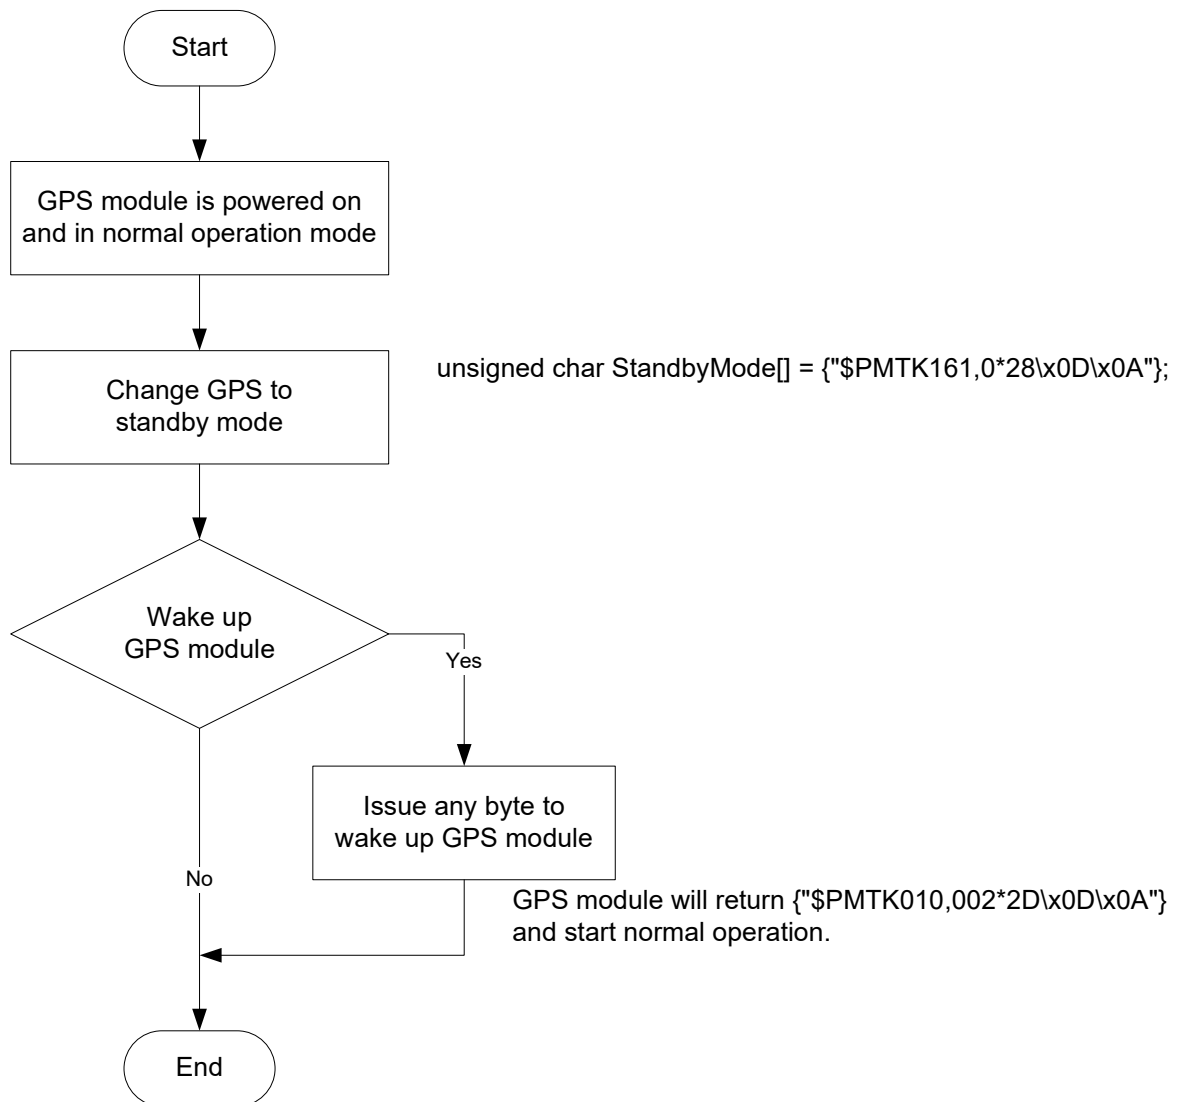 Start
GPS module is powered on
and in normal operation mode
Change GPS to
standby mode
unsigned char StandbyMode[] = {"$PMTK161,0*28\x0D\x0A"};
Wake up
GPS module
Yes
Issue any byte to
wake up GPS module
No
GPS module will return {"$PMTK010,002*2D\x0D\x0A"}
and start normal operation.
End